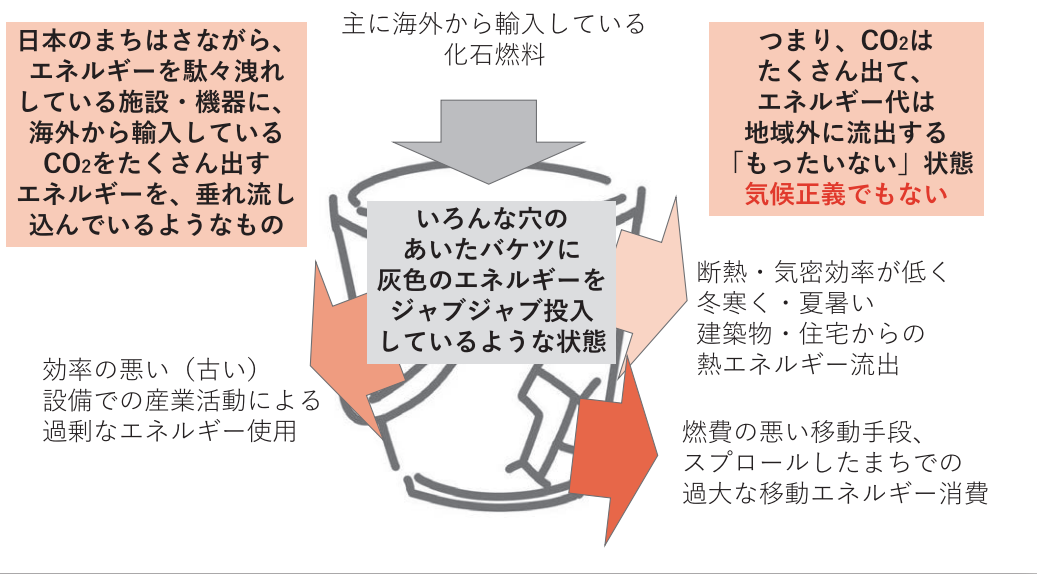 日本のまちはさながら、
エネルギーを駄々洩れ
している施設・機器に、
海外から輸入している
CO₂をたくさん出す
エネルギーを、垂れ流し
込んでいるようなもの
主に海外から輸入している
化石燃料
つまり、CO₂は
たくさん出て、
エネルギー代は
地域外に流出する
「もったいない」状態
気候正義でもない
いろんな穴の
あいたバケツに
灰色のエネルギーを
ジャブジャブ投入
しているような状態
断熱・気密効率が低く
冬寒く・夏暑い
建築物・住宅からの
熱エネルギー流出
効率の悪い（古い）
設備での産業活動による
過剰なエネルギー使用
燃費の悪い移動手段、
スプロールしたまちでの
過大な移動エネルギー消費